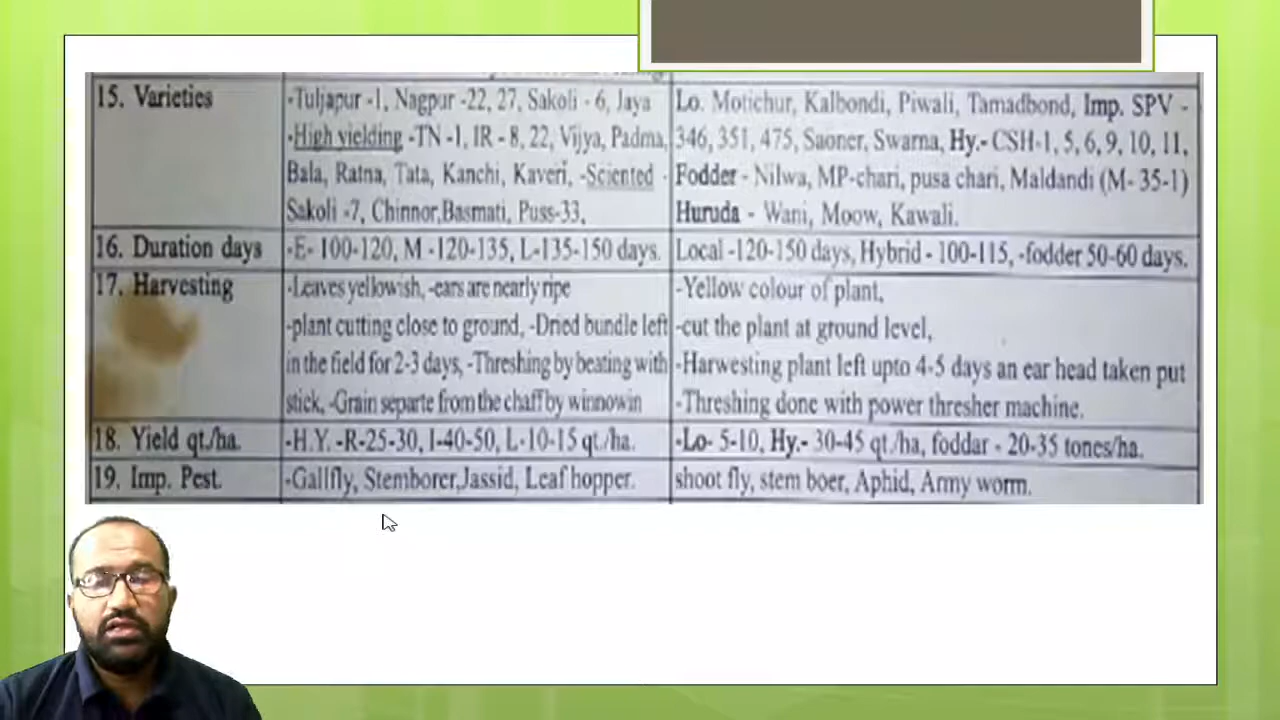 15. Varieties
-Tuljapur -1, Nagpur -22, 27, Sakoli - 6, Jaya
-High yielding -TN -1, IR - 8, 22, Vijya, Padma,
Bala, Ratna, Tata, Kanchi, Kaveri, -Sciented -
Sakoli -7, Chinnor,Basmati, Puss-33,
Lo. Motichur, Kalbondi, Piwali, Tamadbond, Imp. SPV -
346, 351, 475, Saoner, Swarna, Hy.- CSH-1, 5, 6, 9, 10, 11,
Fodder - Nilwa, MP-chari, pusa chari, Maldandi (M- 35-1)
Huruda - Wani, Moow, Kawali.
16. Duration days
-E- 100-120, M -120-135, L-135-150 days.
Local -120-150 days, Hybrid - 100-115, -fodder 50-60 days.
17. Harvesting
-Leaves yellowish, -ears are nearly ripe
-plant cutting close to ground, -Dried bundle left
in the field for 2-3 days, -Threshing by beating with
stick, -Grain separte from the chaff by winnowin
-Yellow colour of plant,
-cut the plant at ground level,
-Harwesting plant left upto 4-5 days an ear head taken put
-Threshing done with power thresher machine.
18. Yield qt./ha.
-H.Y. -R-25-30, I-40-50, L-10-15 qt./ha.
-Lo- 5-10, Hy.- 30-45 qt./ha, foddar - 20-35 tones/ha.
19. Imp. Pest.
-Gallfly, Stemborer,Jassid, Leaf hopper.
shoot fly, stem boer, Aphid, Army worm.